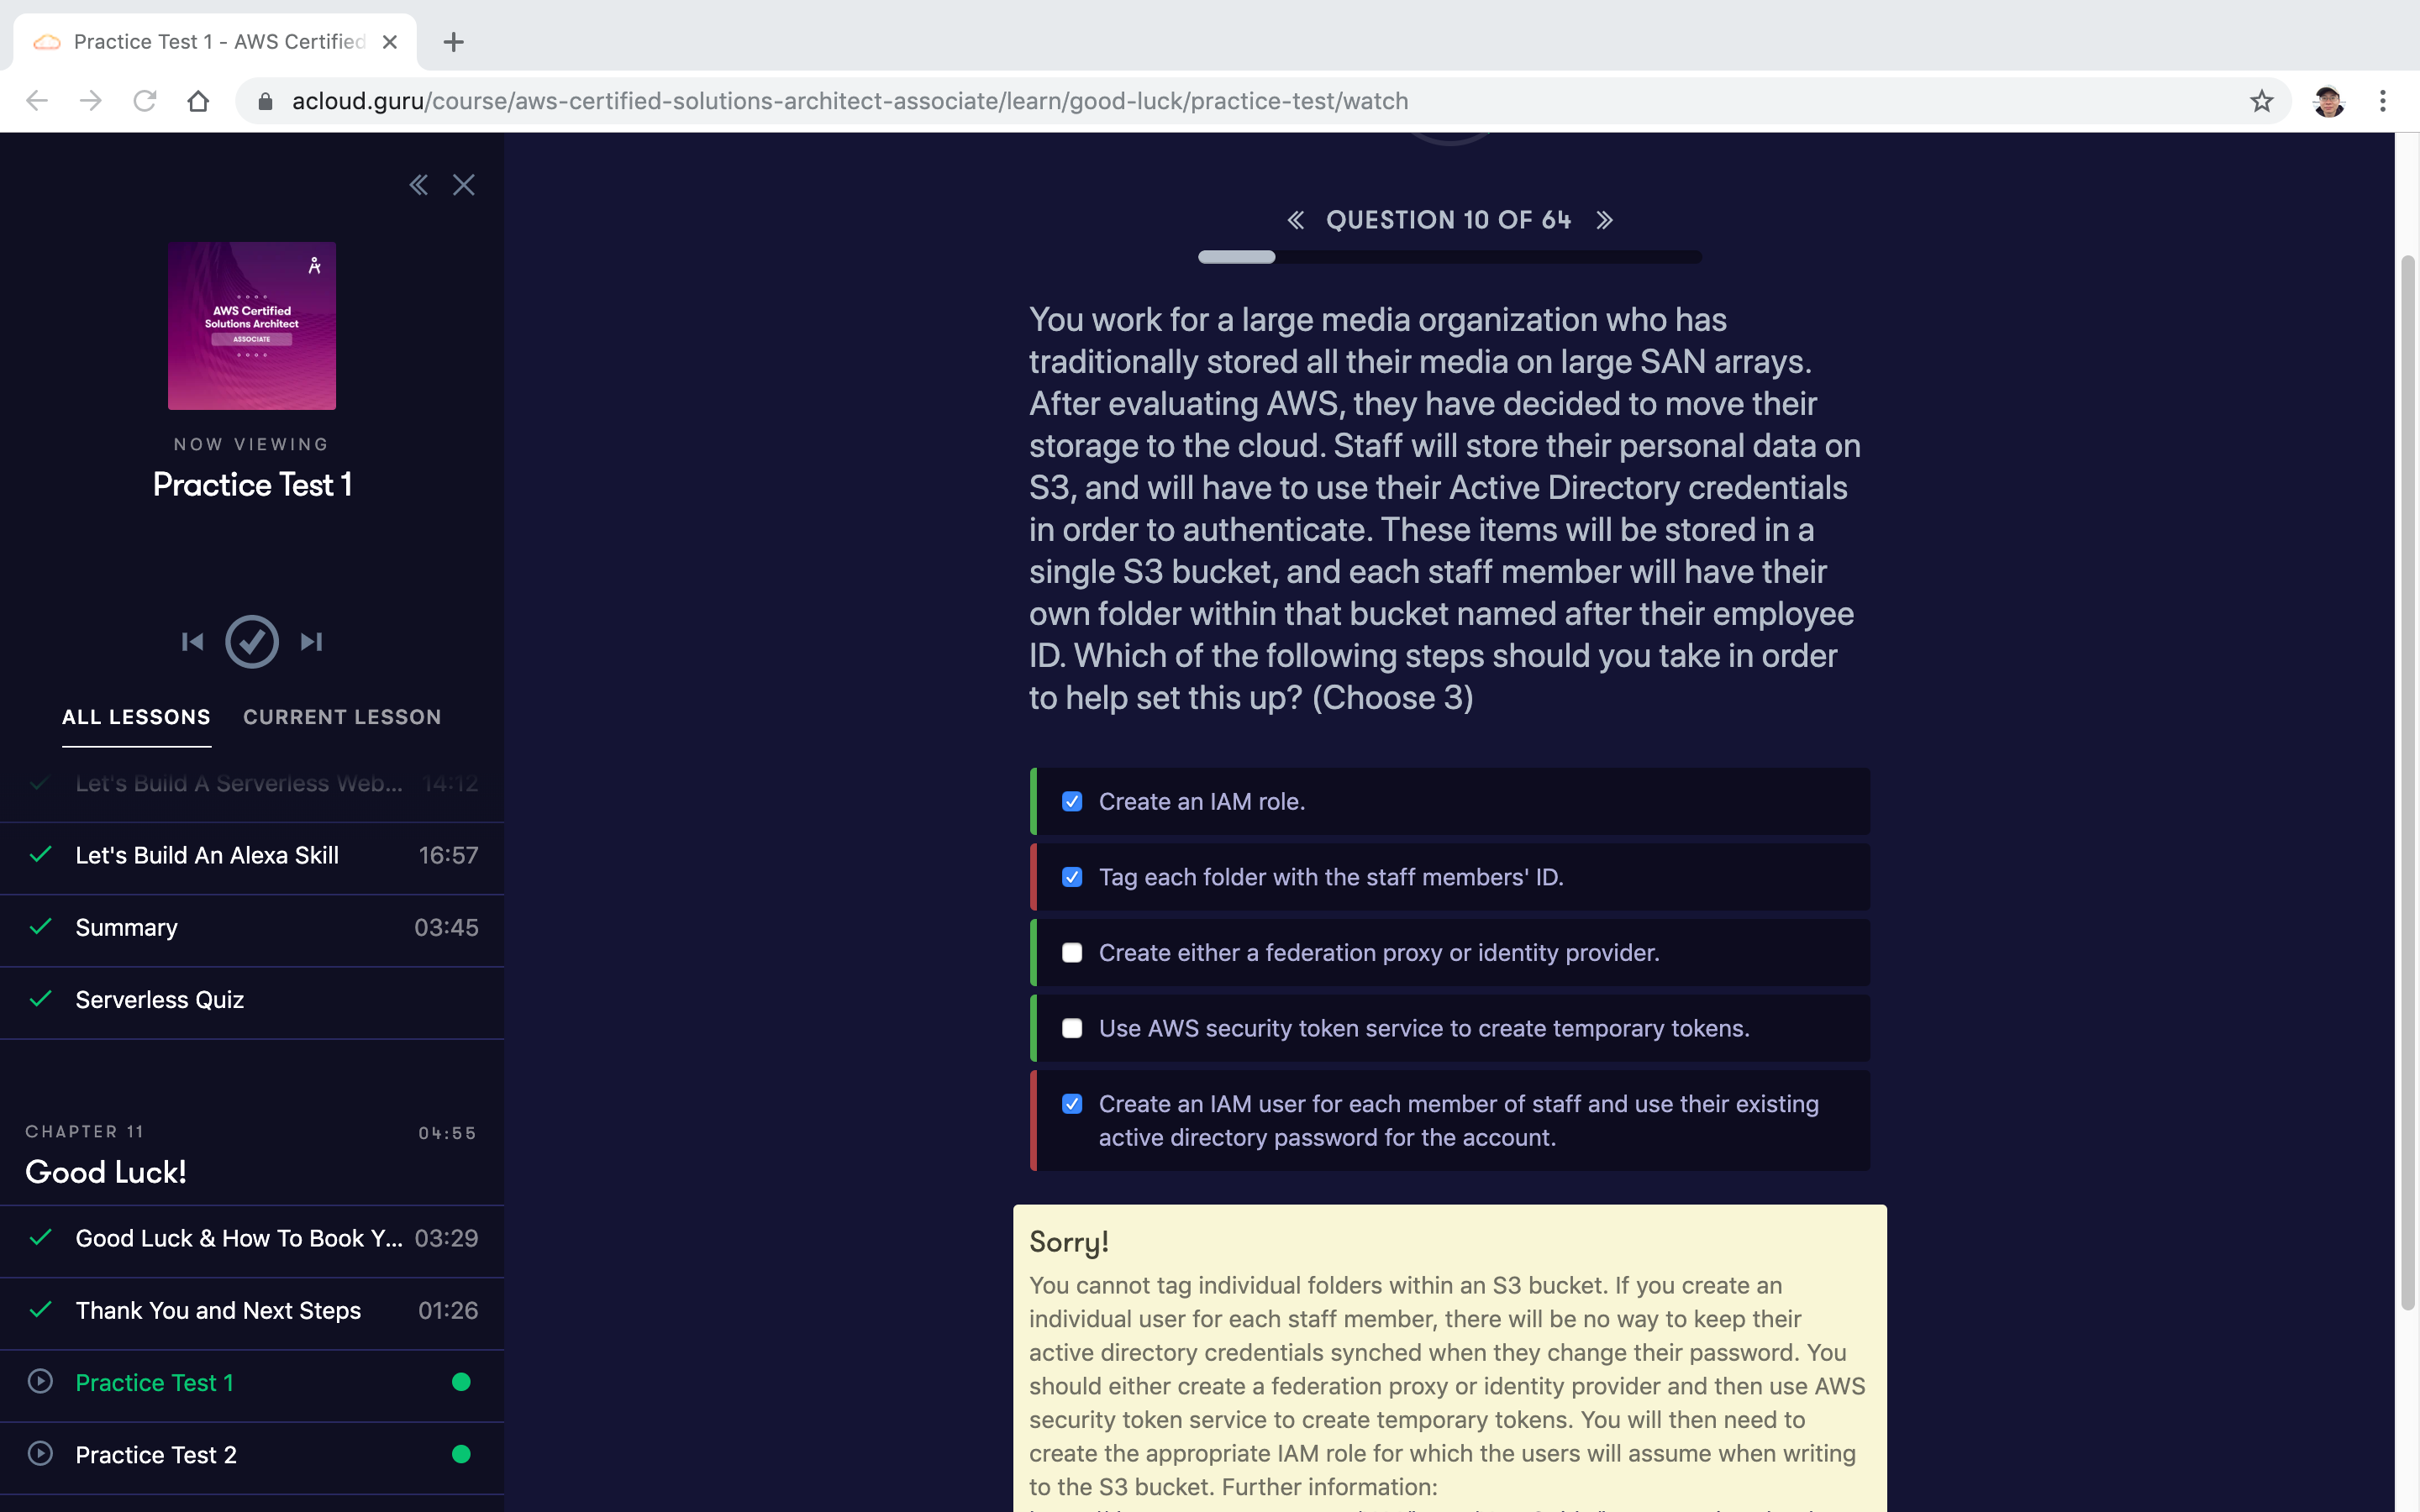 Practice Test 1 - AWS Certified
acloud.guru/course/aws-certified-solutions-architect-associate/learn/good-luck/practice-test/watch
AWS Certified
Solutions Architect
ASSOCIATE
NOW VIEWING
Practice Test 1
ALL LESSONS CURRENT LESSON
Let's Build A Serverless Web... 14:12
Let's Build An Alexa Skill 16:57
Summary 03:45
Serverless Quiz
CHAPTER 11 04:55
Good Luck!
Good Luck & How To Book Y... 03:29
Thank You and Next Steps 01:26
Practice Test 1
Practice Test 2
QUESTION 10 OF 64
You work for a large media organization who has
traditionally stored all their media on large SAN arrays.
After evaluating AWS, they have decided to move their
storage to the cloud. Staff will store their personal data on
S3, and will have to use their Active Directory credentials
in order to authenticate. These items will be stored in a
single S3 bucket, and each staff member will have their
own folder within that bucket named after their employee
ID. Which of the following steps should you take in order
to help set this up? (Choose 3)
Create an IAM role.
Tag each folder with the staff members' ID.
Create either a federation proxy or identity provider.
Use AWS security token service to create temporary tokens.
Create an IAM user for each member of staff and use their existing
active directory password for the account.
Sorry!
You cannot tag individual folders within an S3 bucket. If you create an
individual user for each staff member, there will be no way to keep their
active directory credentials synched when they change their password. You
should either create a federation proxy or identity provider and then use AWS
security token service to create temporary tokens. You will then need to
create the appropriate IAM role for which the users will assume when writing
to the S3 bucket. Further information: